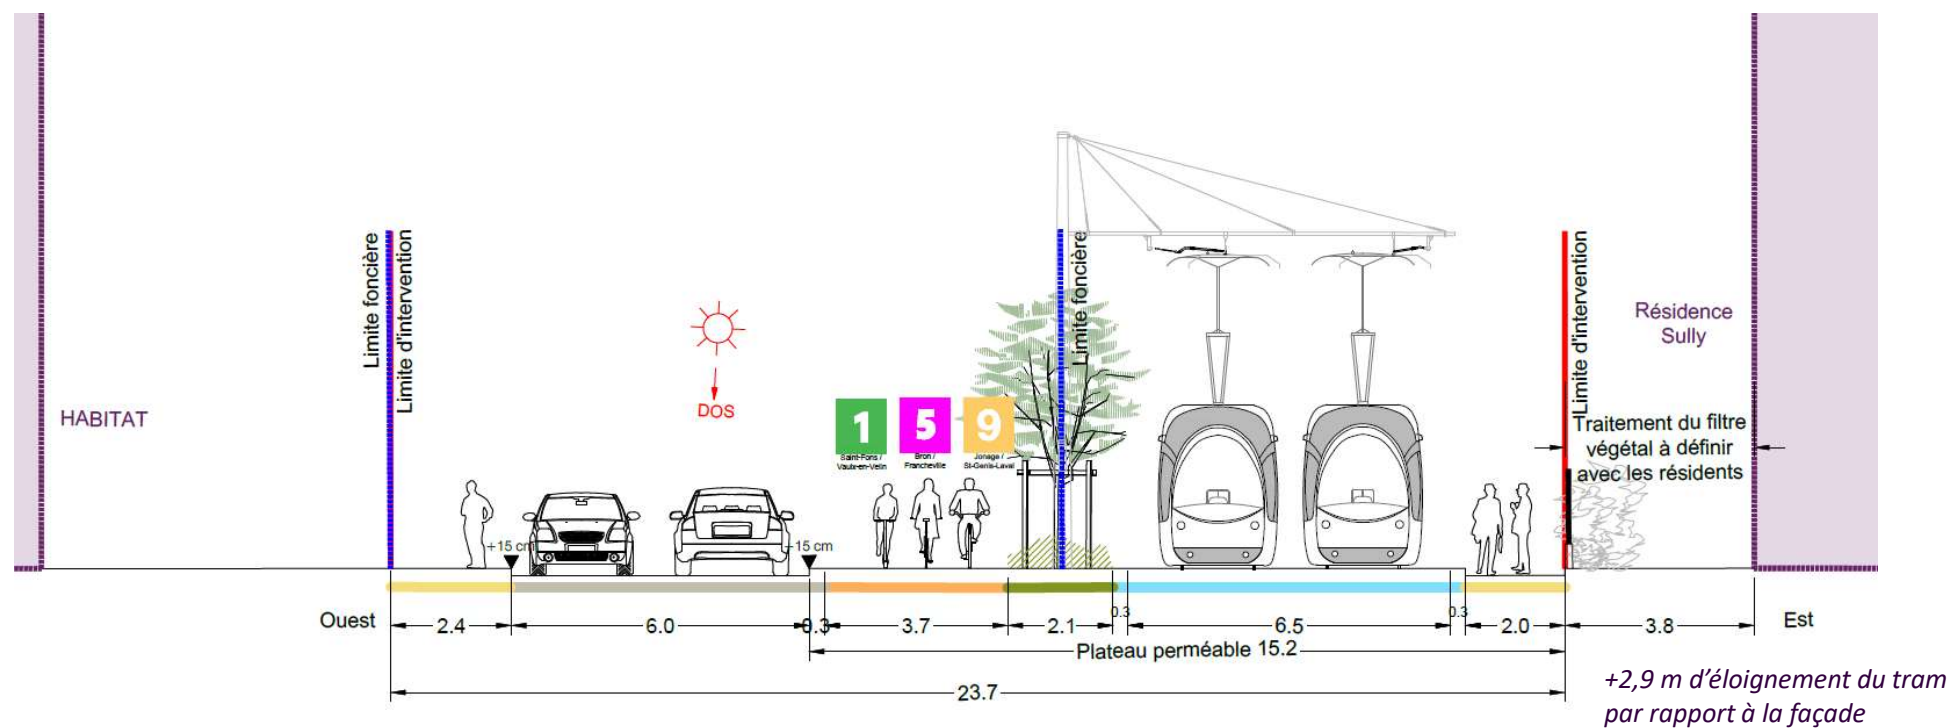 Limite foncière
Limite d'intervention
Limite foncière
Limite d'intervention
Résidence
Sully
DOS
HABITAT
1
5
9
Saint-Fons /
Vaulx-en-Velin
Bron /
Francheville
Jonage /
St-Genis-Laval
Traitement du filtre
végétal à définir
avec les résidents
+15 cm
+15 cm
Ouest
2.4
6.0
0.3
3.7
2.1
0.3
6.5
0.3
2.0
3.8
Est
Plateau perméable 15.2
23.7
+2,9 m d’éloignement du tram
par rapport à la façade